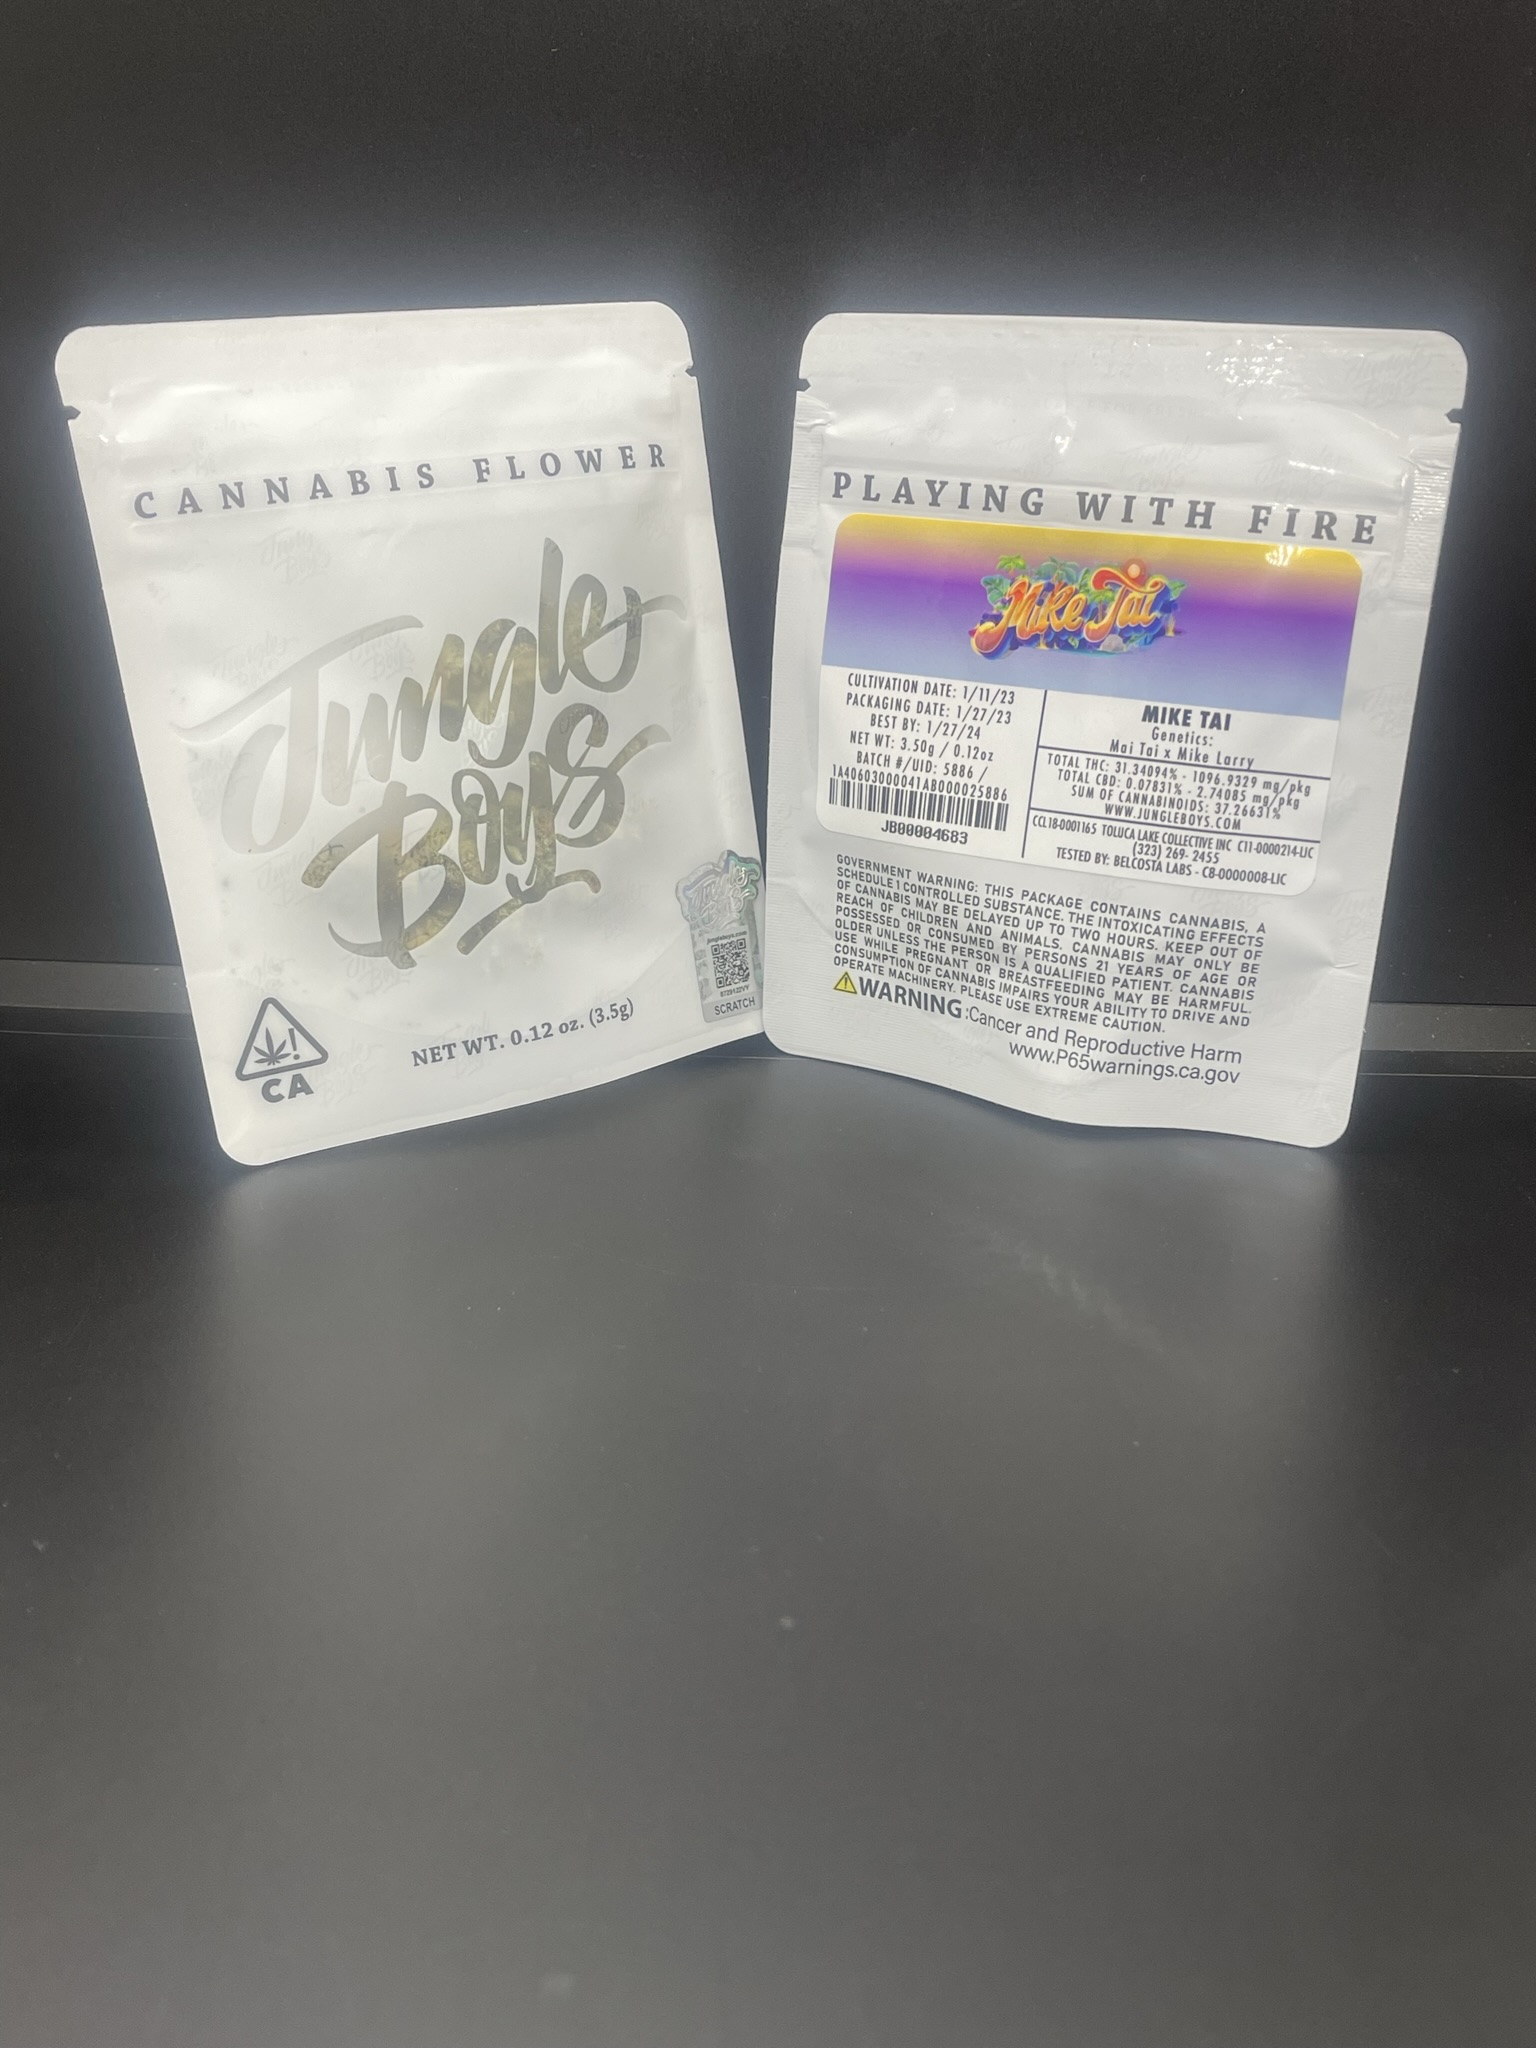 CANNABIS FLOWER
Jungle
Boys
jungleboys.com
SCRATCH
CA
NET WT. 0.12 oz. (3.5g)
PLAYING WITH FIRE
Mike Tai
CULTIVATION DATE: 1/11/23
PACKAGING DATE: 1/27/23
BEST BY: 1/27/24
NET WT: 3.50g / 0.12oz
BATCH #/UID: 5886 /
1A40603000041AB000025886
JB00004683
MIKE TAI
Genetics:
Mai Tai x Mike Larry
TOTAL THC: 31.34094% - 1096.9329 mg/pkg
TOTAL CBD: 0.07831% - 2.74085 mg/pkg
SUM OF CANNABINOIDS: 37.26631%
WWW.JUNGLEBOYS.COM
CCL18-0001165 TOLUCA LAKE COLLECTIVE INC C11-0000214-LIC
(323) 269- 2455
TESTED BY: BELCOSTA LABS - C8-0000008-LIC
GOVERNMENT WARNING: THIS PACKAGE CONTAINS CANNABIS, A
SCHEDULE 1 CONTROLLED SUBSTANCE. THE INTOXICATING EFFECTS
OF CANNABIS MAY BE DELAYED UP TO TWO HOURS. KEEP OUT OF
REACH OF CHILDREN AND ANIMALS. CANNABIS MAY ONLY BE
POSSESSED OR CONSUMED BY PERSONS 21 YEARS OF AGE OR
OLDER UNLESS THE PERSON IS A QUALIFIED PATIENT. CANNABIS
USE WHILE PREGNANT OR BREASTFEEDING MAY BE HARMFUL.
CONSUMPTION OF CANNABIS IMPAIRS YOUR ABILITY TO DRIVE AND
OPERATE MACHINERY. PLEASE USE EXTREME CAUTION.
WARNING:Cancer and Reproductive Harm
www.P65warnings.ca.gov